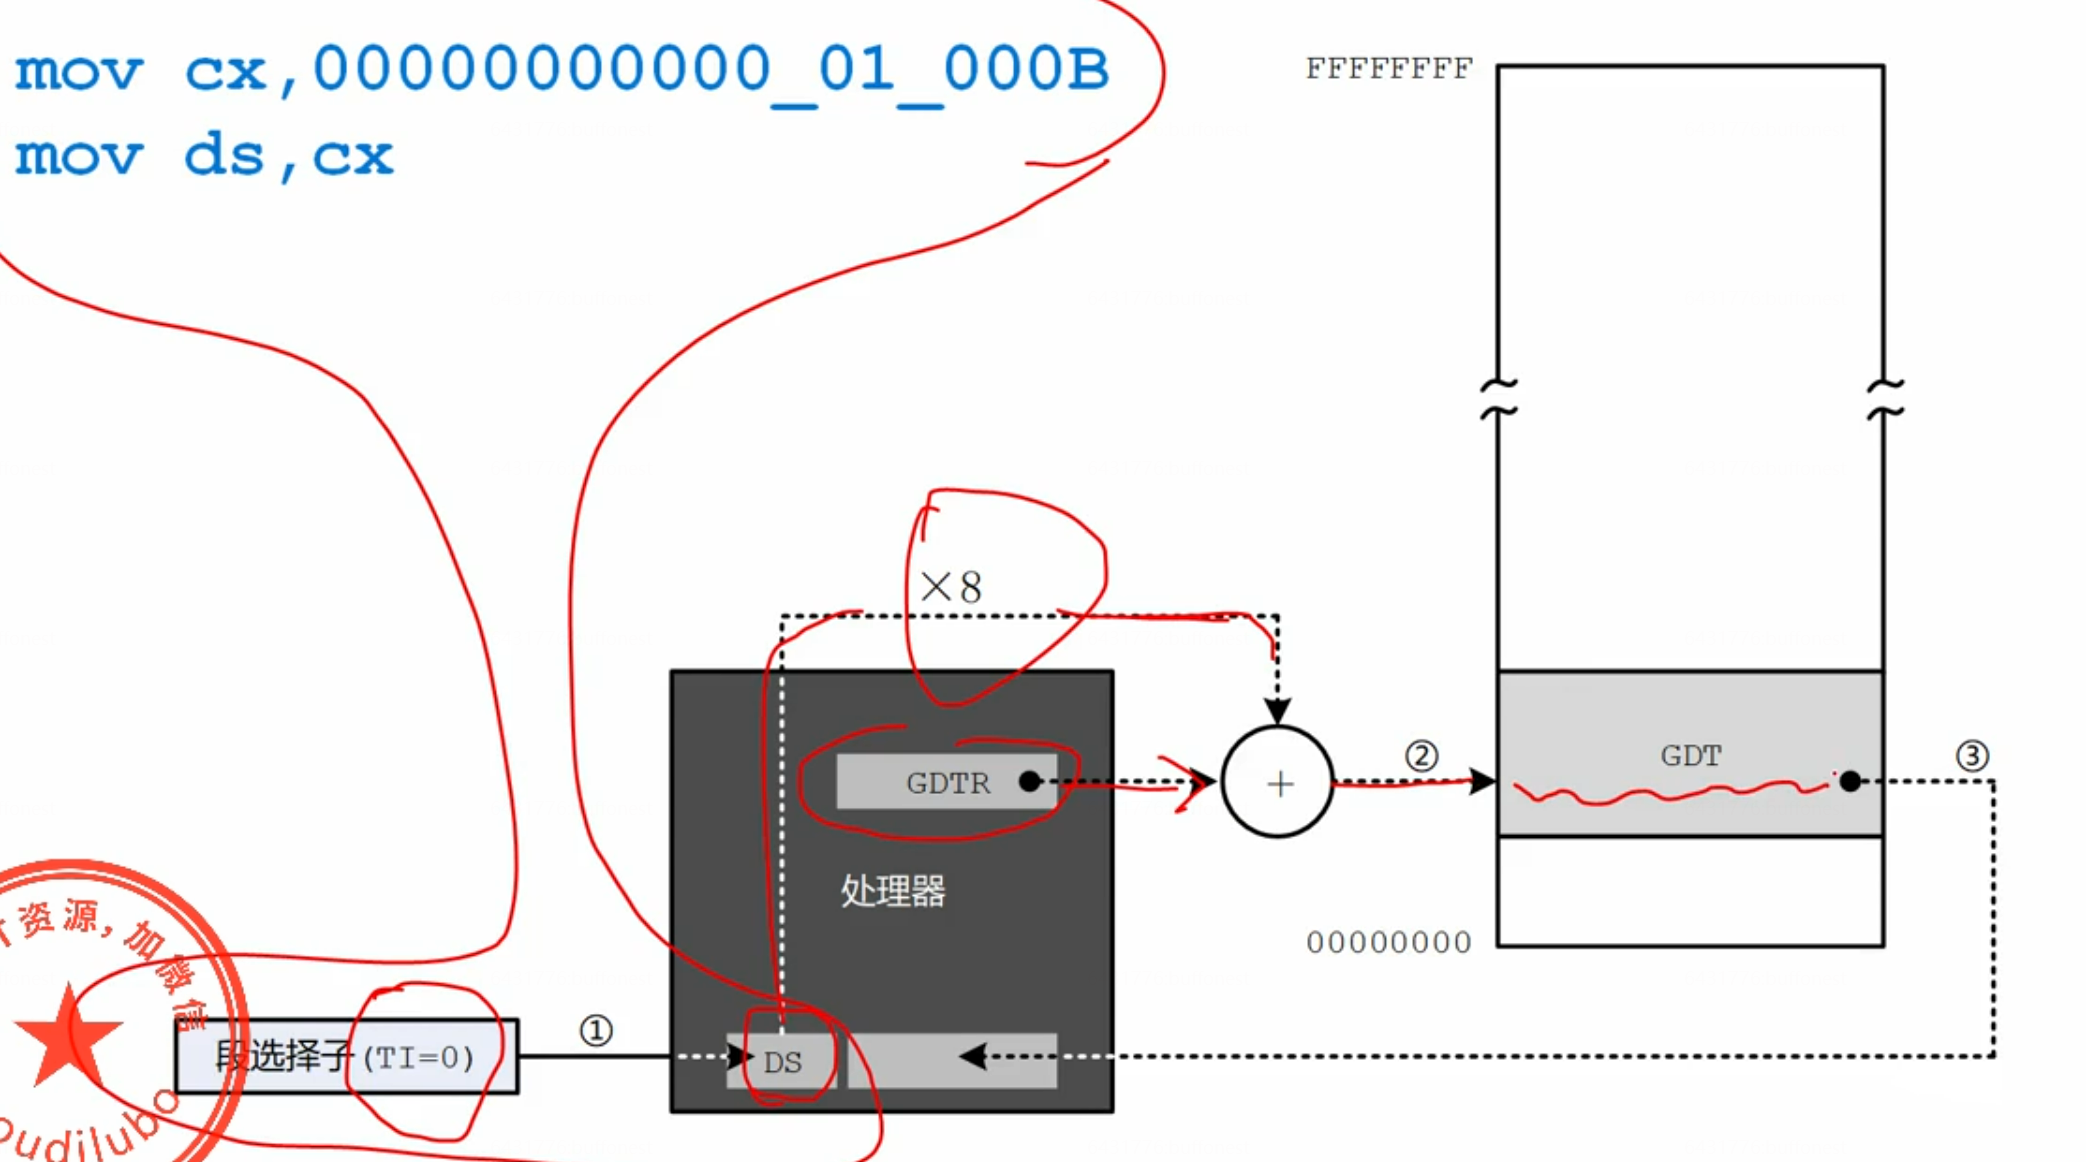 mov cx,00000000000_01_000B
mov ds,cx
FFFFFFFF
×8
GDTR
+
②
GDT
③
处理器
00000000
段选择子(TI=0)
①
DS
资源,加微信
oudilubo